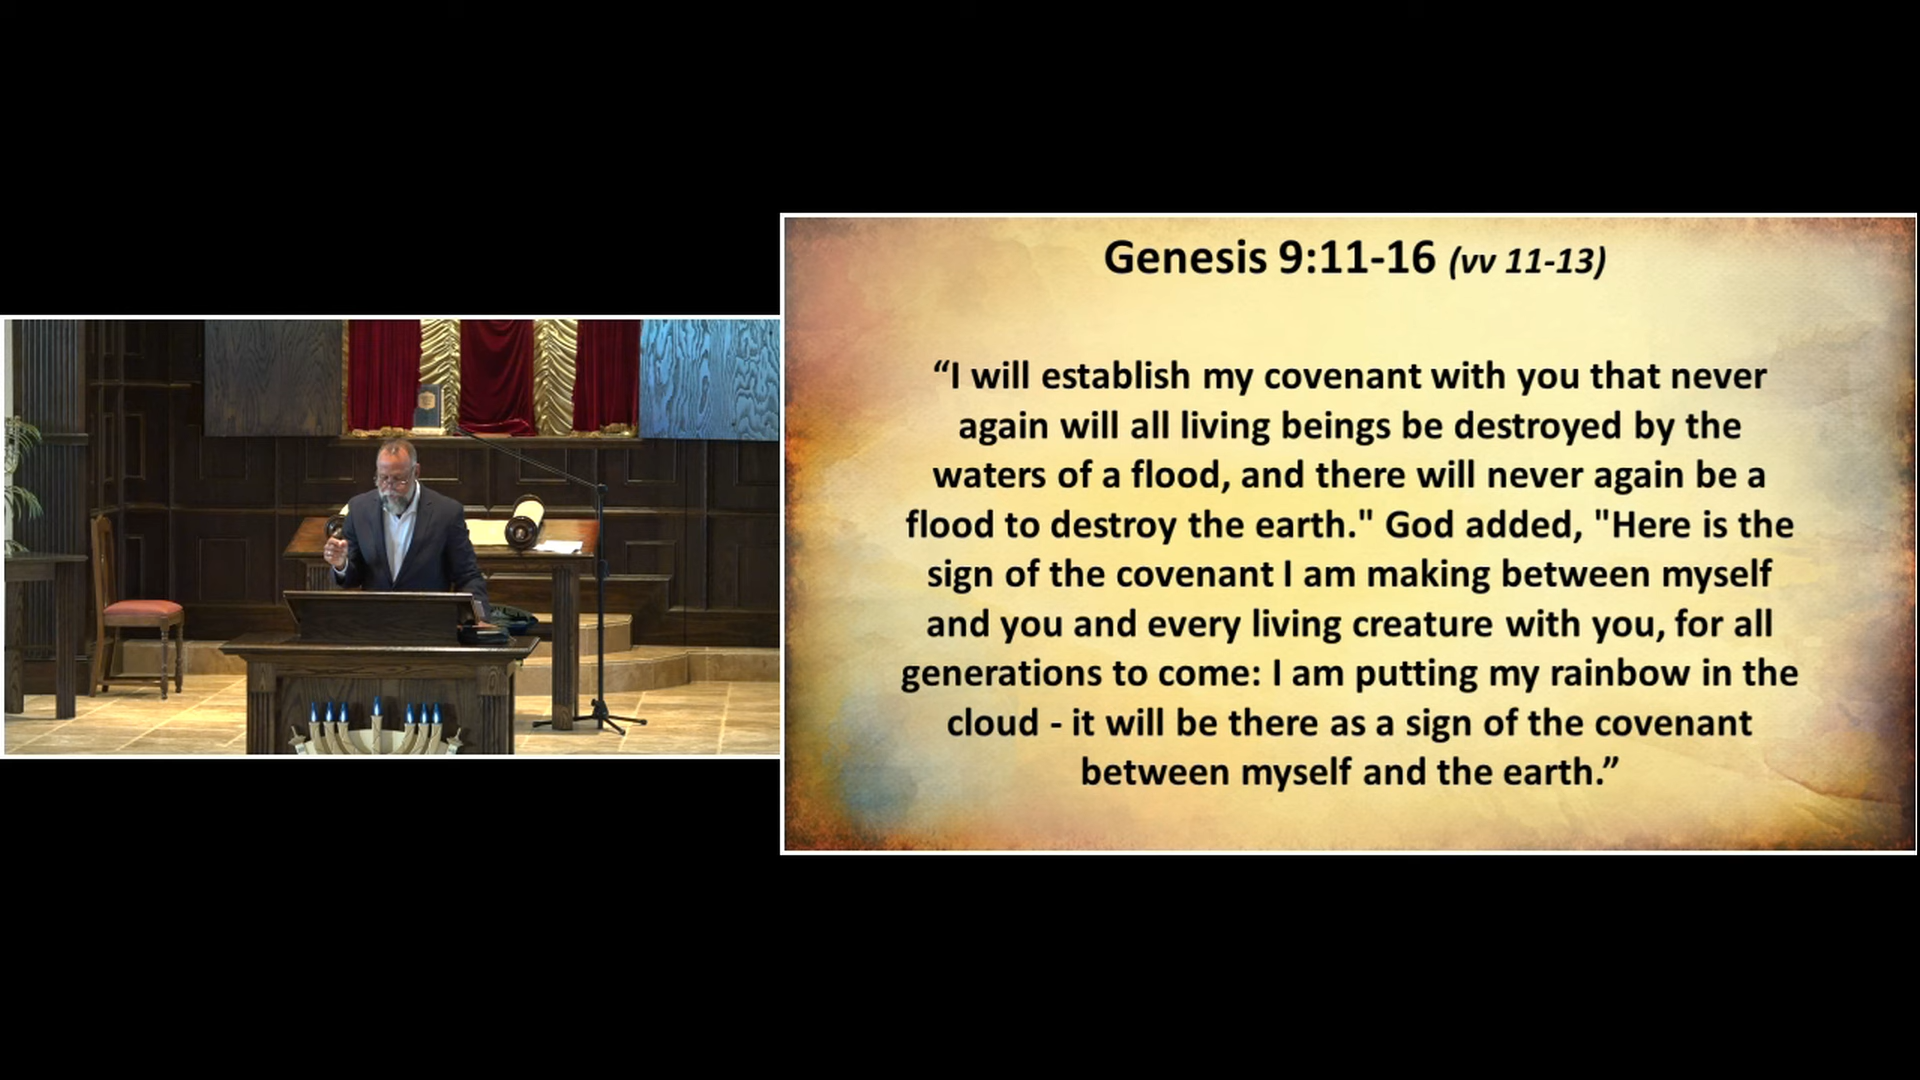 Genesis 9:11-16 (vv 11-13)
“I will establish my covenant with you that never
again will all living beings be destroyed by the
waters of a flood, and there will never again be a
flood to destroy the earth." God added, "Here is the
sign of the covenant I am making between myself
and you and every living creature with you, for all
generations to come: I am putting my rainbow in the
cloud - it will be there as a sign of the covenant
between myself and the earth.”